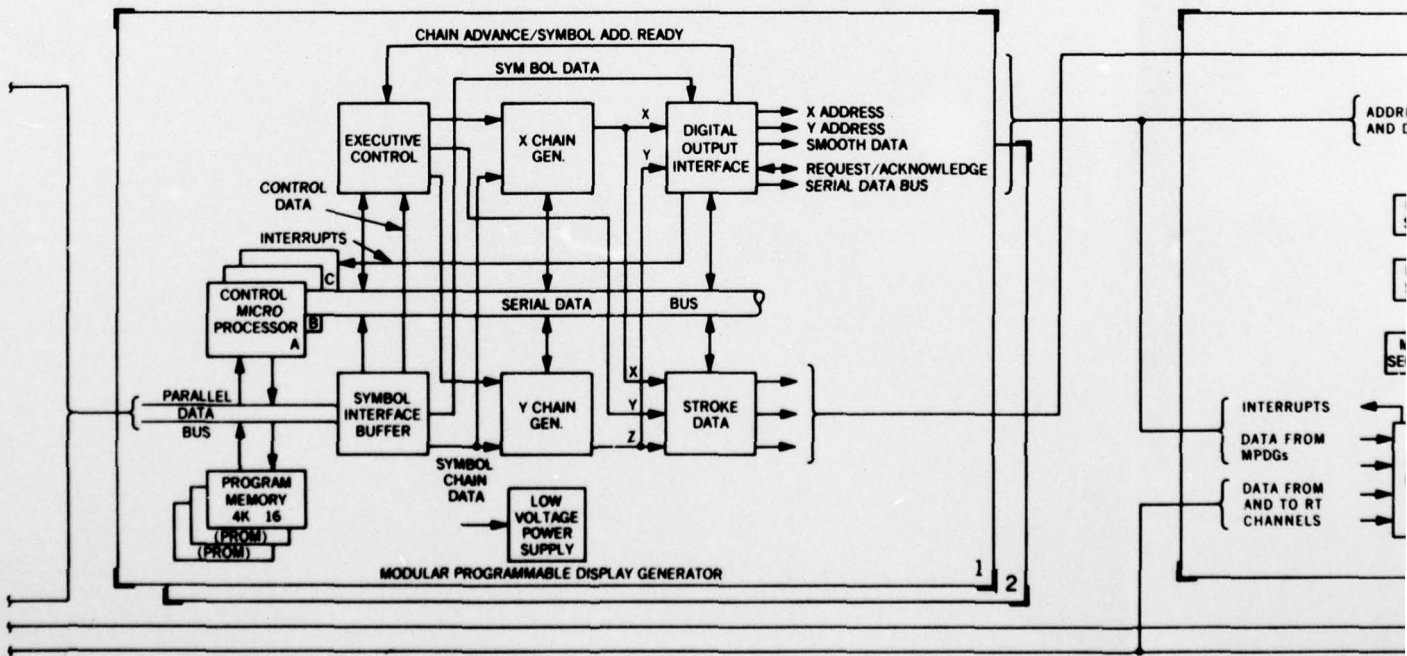 CHAIN ADVANCE/SYMBOL ADD. READY
SYMBOL DATA
EXECUTIVE
CONTROL
X CHAIN
GEN.
X
Y
DIGITAL
OUTPUT
INTERFACE
X ADDRESS
Y ADDRESS
SMOOTH DATA
REQUEST/ACKNOWLEDGE
SERIAL DATA BUS
CONTROL
DATA
INTERRUPTS
C
CONTROL
MICRO
PROCESSOR
A
B
SERIAL DATA BUS
PARALLEL
DATA
BUS
SYMBOL
INTERFACE
BUFFER
Y CHAIN
GEN.
X
Y
Z
STROKE
DATA
SYMBOL
CHAIN
DATA
PROGRAM
MEMORY
4K 16
(PROM)
(PROM)
LOW
VOLTAGE
POWER
SUPPLY
MODULAR PROGRAMMABLE DISPLAY GENERATOR
1
2
AND
INTERRUPTS
DATA FROM
MPDGs
DATA FROM
AND TO RT
CHANNELS